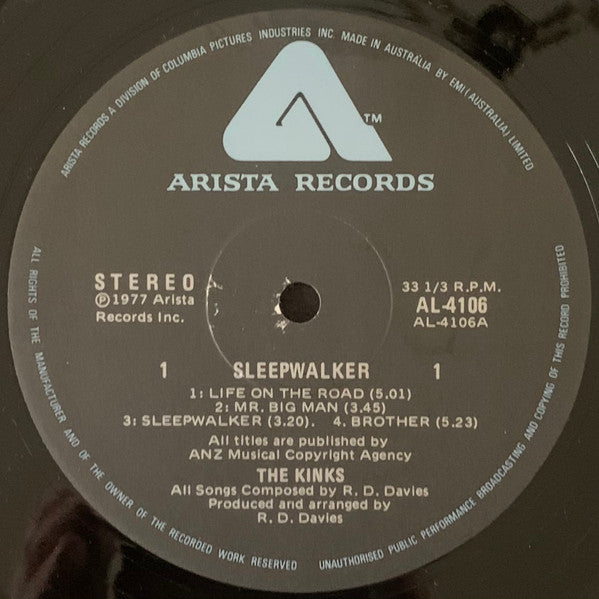 ARISTA RECORDS A DIVISION OF COLUMBIA PICTURES INDUSTRIES INC. MADE IN AUSTRALIA BY EMI (AUSTRALIA) LIMITED
TM
ARISTA RECORDS
STEREO
℗1977 Arista
Records Inc.
33 1/3 R.P.M.
AL-4106
AL-4106A
1 SLEEPWALKER 1
1: LIFE ON THE ROAD (5.01)
2: MR. BIG MAN (3.45)
3: SLEEPWALKER (3.20). 4. BROTHER (5.23)
All titles are published by
ANZ Musical Copyright Agency
THE KINKS
All Songs Composed by R. D. Davies
Produced and arranged by
R. D. Davies
ALL RIGHTS OF THE MANUFACTURER AND OF THE OWNER OF THE RECORDED WORK RESERVED
UNAUTHORISED PUBLIC PERFORMANCE BROADCASTING AND COPYING OF THIS RECORD PROHIBITED